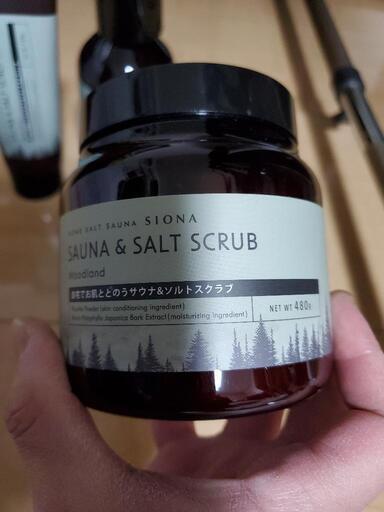 HOME SALT SAUNA SIONA
SAUNA & SALT SCRUB
Woodland
自宅でお肌ととのうサウナ&ソルトスクラブ
Powder (skin conditioning ingredient)
Japonica Bark Extract (moisturizing ingredient)
NET WT. 480g